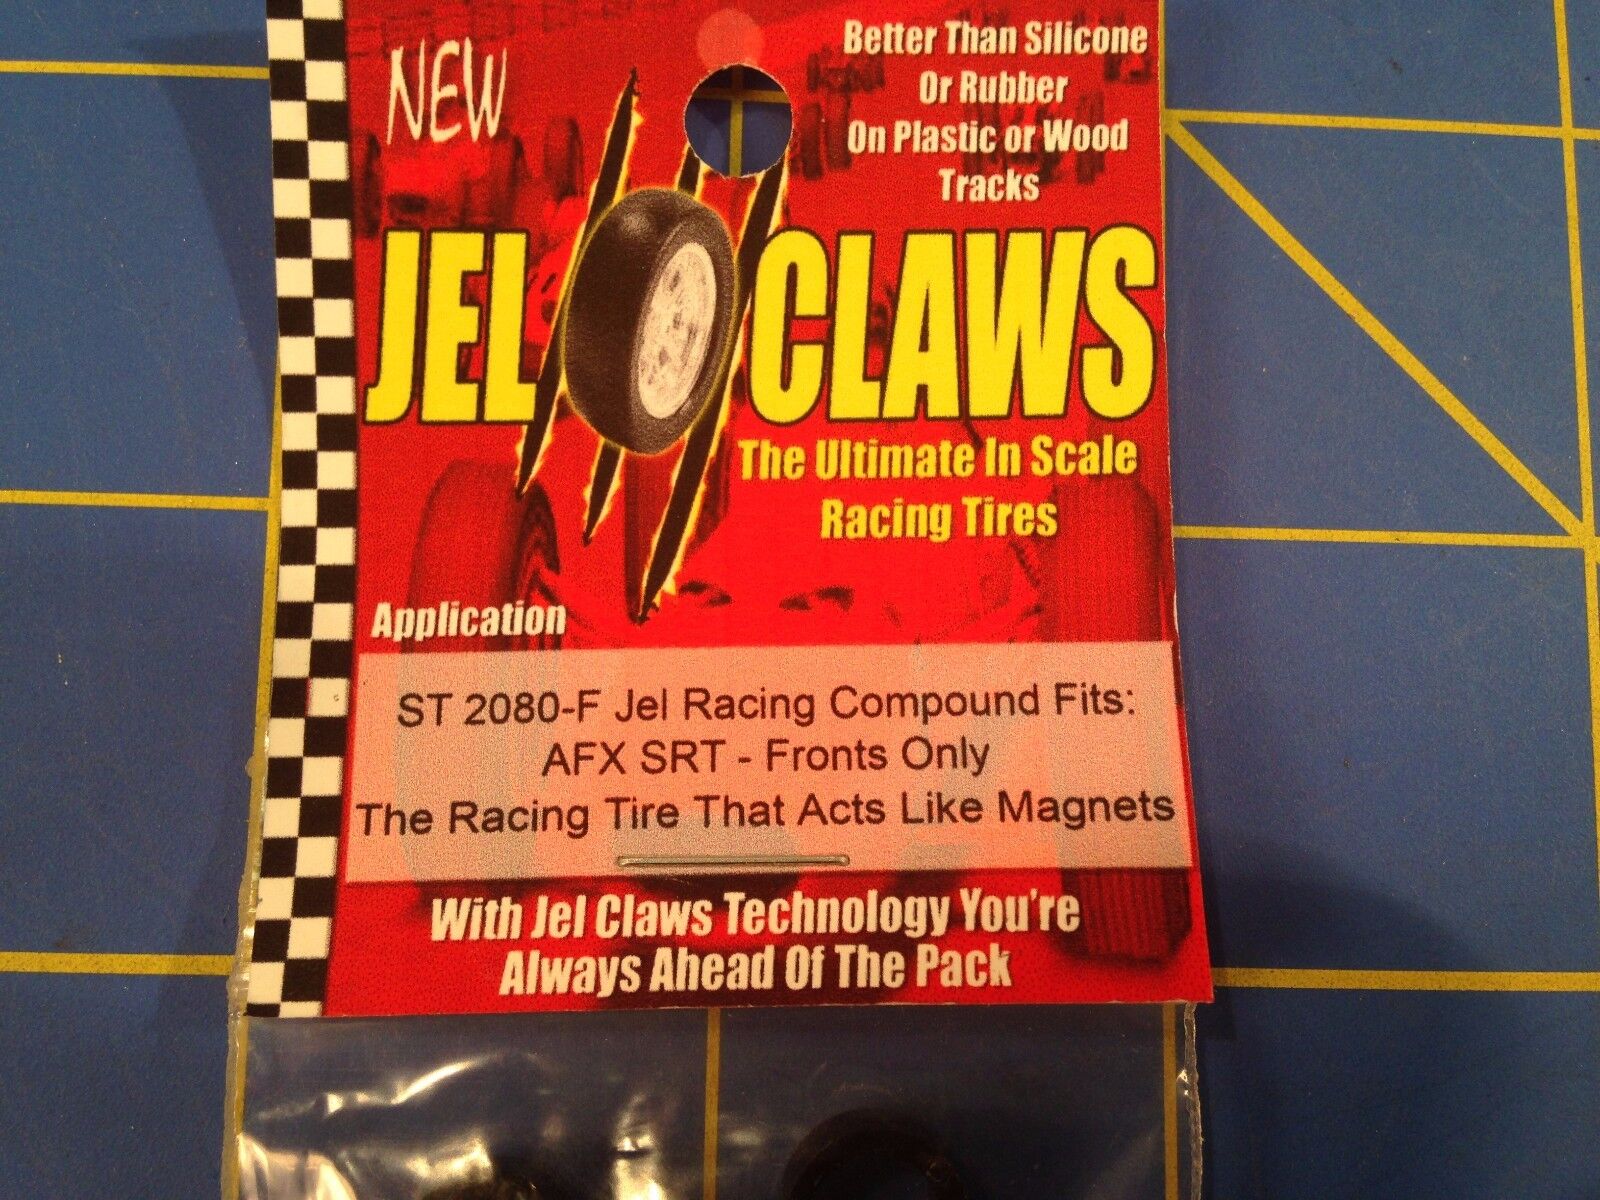 NEW
Better Than Silicone
Or Rubber
On Plastic or Wood
Tracks
JEL CLAWS
The Ultimate In Scale
Racing Tires
Application
ST 2080-F Jel Racing Compound Fits:
AFX SRT - Fronts Only
The Racing Tire That Acts Like Magnets
With Jel Claws Technology You're
Always Ahead Of The Pack